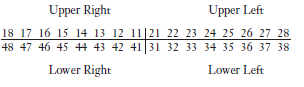 Upper Right Upper Left
18 17 16 15 14 13 12 11 21 22 23 24 25 26 27 28
48 47 46 45 44 43 42 41 31 32 33 34 35 36 37 38
Lower Right Lower Left